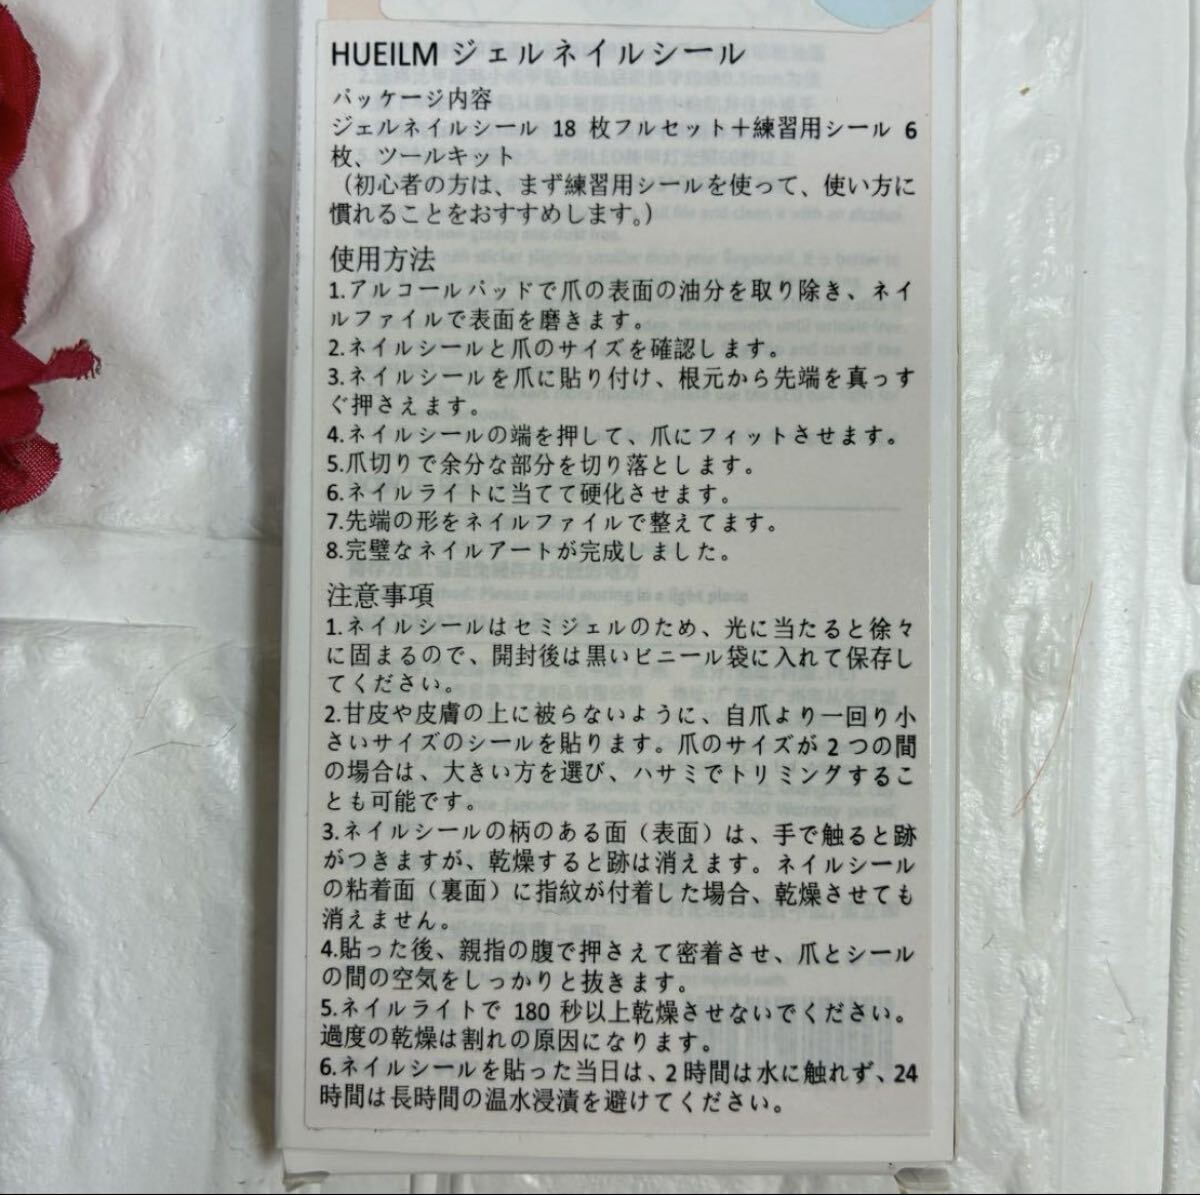 HUEILM ジェルネイルシール
パッケージ内容
ジェルネイルシール 18 枚フルセット＋練習用シール 6
枚、ツールキット
（初心者の方は、まず練習用シールを使って、使い方に
慣れることをおすすめします。）
使用方法
1.アルコールパッドで爪の表面の油分を取り除き、ネイ
ルファイルで表面を磨きます。
2.ネイルシールと爪のサイズを確認します。
3.ネイルシールを爪に貼り付け、根元から先端を真っす
ぐ押さえます。
4.ネイルシールの端を押して、爪にフィットさせます。
5.爪切りで余分な部分を切り落とします。
6.ネイルライトに当てて硬化させます。
7.先端の形をネイルファイルで整えてます。
8.完璧なネイルアートが完成しました。
注意事項
1.ネイルシールはセミジェルのため、光に当たると徐々
に固まるので、開封後は黒いビニール袋に入れて保存し
てください。
2.甘皮や皮膚の上に被らないように、自爪より一回り小
さいサイズのシールを貼ります。爪のサイズが 2 つの間
の場合は、大きい方を選び、ハサミでトリミングするこ
とも可能です。
3.ネイルシールの柄のある面（表面）は、手で触ると跡
がつきますが、乾燥すると跡は消えます。ネイルシール
の粘着面（裏面）に指紋が付着した場合、乾燥させても
消えません。
4.貼った後、親指の腹で押さえて密着させ、爪とシール
の間の空気をしっかりと抜きます。
5.ネイルライトで 180 秒以上乾燥させないでください。
過度の乾燥は割れの原因になります。
6.ネイルシールを貼った当日は、2 時間は水に触れず、24
時間は長時間の温水浸漬を避けてください。